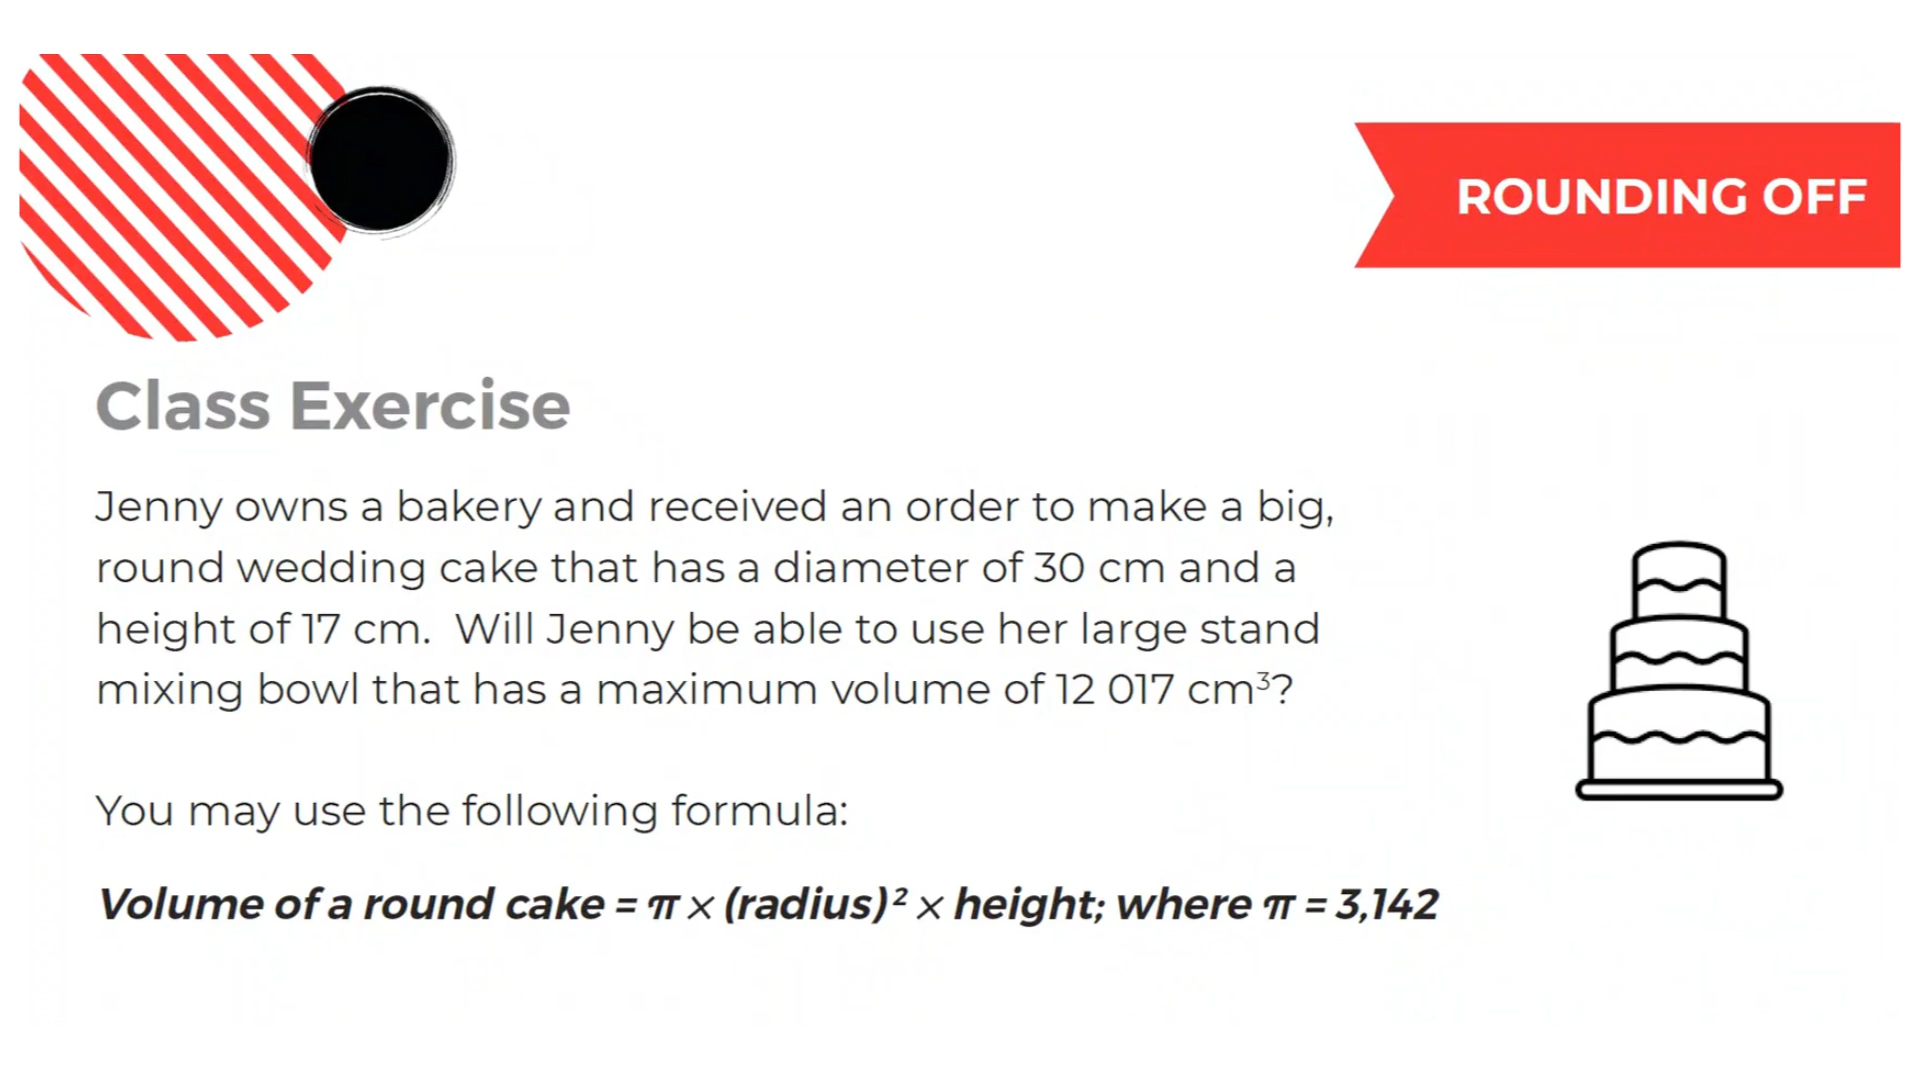 ROUNDING OFF
Class Exercise
Jenny owns a bakery and received an order to make a big,
round wedding cake that has a diameter of 30 cm and a
height of 17 cm.  Will Jenny be able to use her large stand
mixing bowl that has a maximum volume of 12 017 cm³?
You may use the following formula:
Volume of a round cake = π × (radius)² × height; where π = 3,142